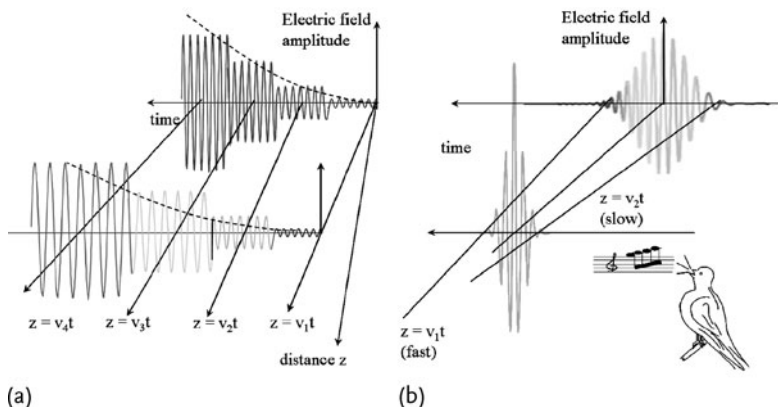 Electric field
amplitude
time
z = v₄t
z = v₃t
z = v₂t
z = v₁t
distance z
(a)
Electric field
amplitude
time
z = v₂t
(slow)
z = v₁t
(fast)
(b)